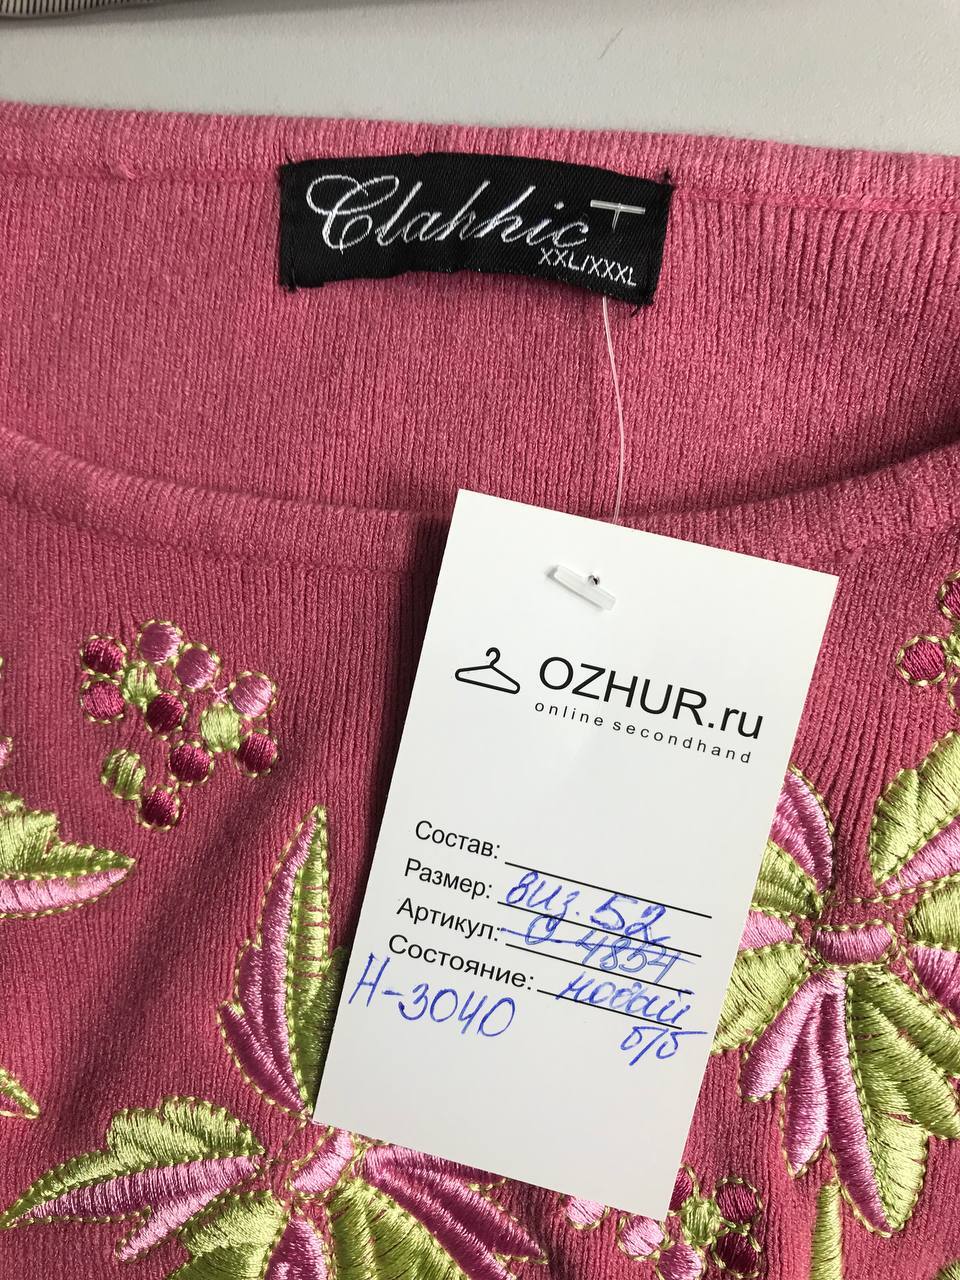 Clahhic
XXL/XXXL
OZHUR.ru
online secondhand
Состав:
Размер: виз. 52
Артикул: О 4854
Состояние: новый
Н-3040 б/б